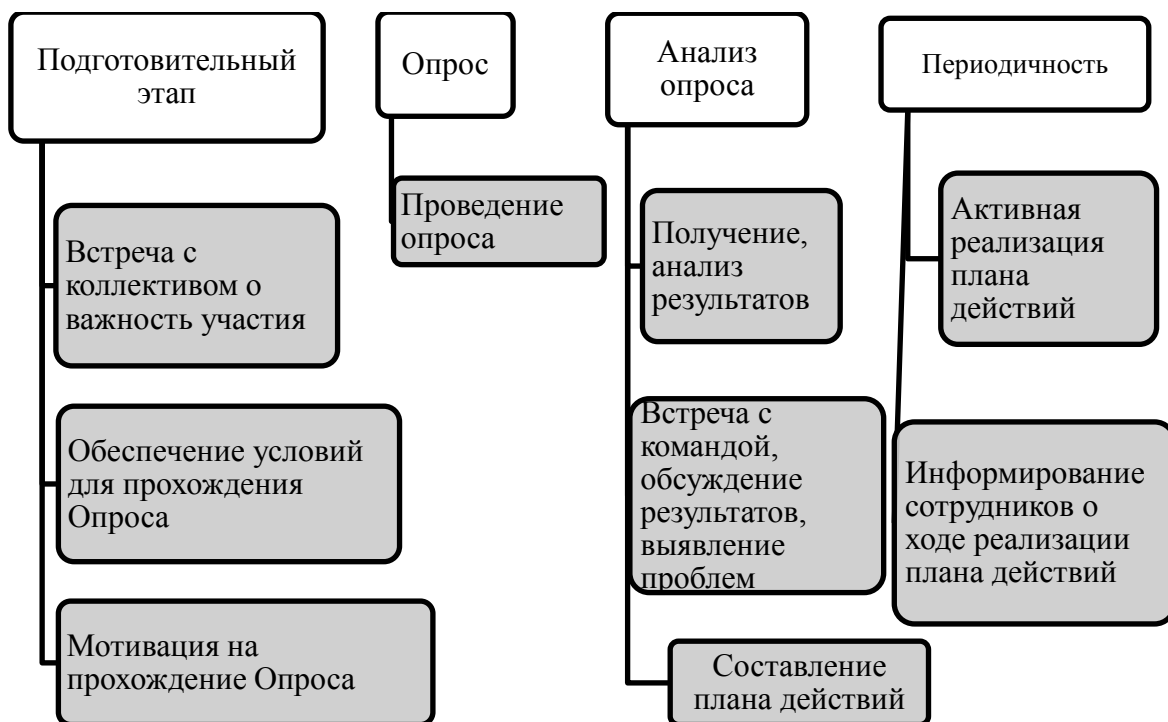 Подготовительный
этап
Встреча с
коллективом о
важность участия
Обеспечение условий
для прохождения
Опроса
Мотивация на
прохождение Опроса
Опрос
Проведение
опроса
Анализ
опроса
Получение,
анализ
результатов
Встреча с
командой,
обсуждение
результатов,
выявление
проблем
Составление
плана действий
Периодичность
Активная
реализация
плана
действий
Информирование
сотрудников о
ходе реализации
плана действий